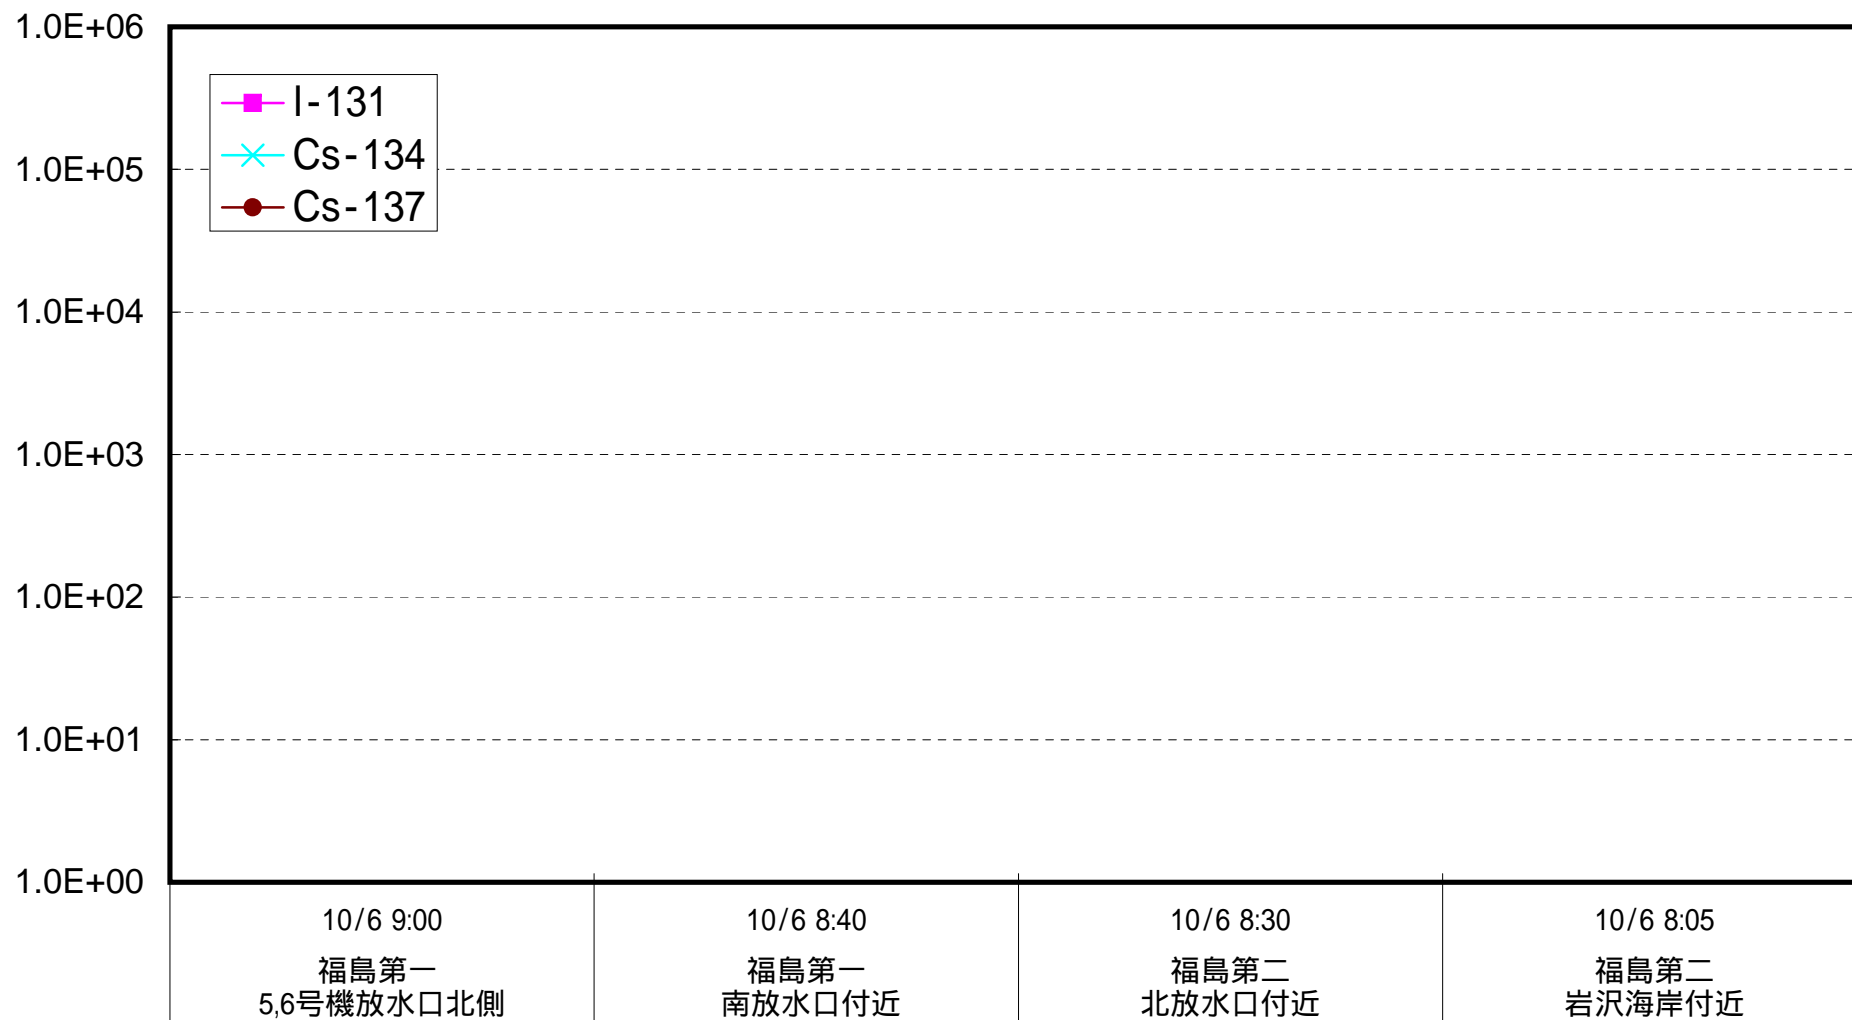 1.0E+06
1.0E+05
1.0E+04
1.0E+03
1.0E+02
1.0E+01
1.0E+00
I-131
Cs-134
Cs-137
10/6 9:00
福島第一
5,6号機放水口北側
10/6 8:40
福島第一
南放水口付近
10/6 8:30
福島第二
北放水口付近
10/6 8:05
福島第二
岩沢海岸付近